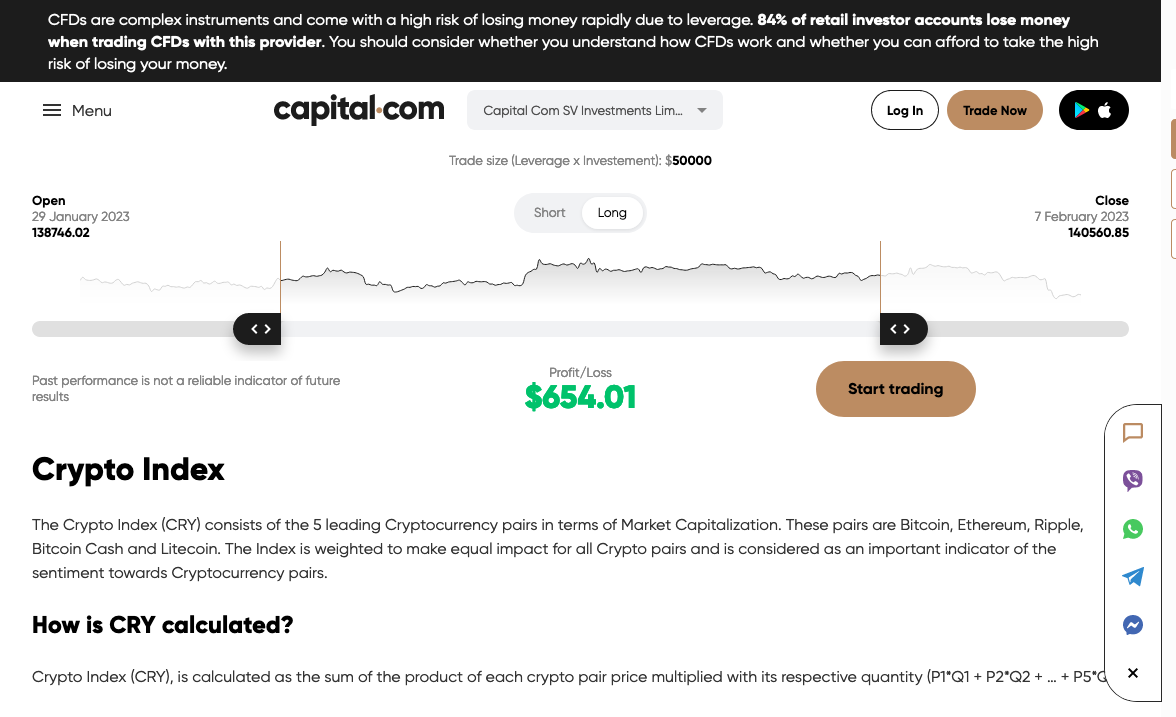 CFDs are complex instruments and come with a high risk of losing money rapidly due to leverage. 84% of retail investor accounts lose money
when trading CFDs with this provider. You should consider whether you understand how CFDs work and whether you can afford to take the high
risk of losing your money.
Menu
capital.com
Capital Com SV Investments Lim...
Log In
Trade Now
Trade size (Leverage x Investement): $50000
Open
29 January 2023
138746.02
Short
Long
Close
7 February 2023
140560.85
Past performance is not a reliable indicator of future
results
Profit/Loss
$654.01
Start trading
Crypto Index
The Crypto Index (CRY) consists of the 5 leading Cryptocurrency pairs in terms of Market Capitalization. These pairs are Bitcoin, Ethereum, Ripple,
Bitcoin Cash and Litecoin. The Index is weighted to make equal impact for all Crypto pairs and is considered as an important indicator of the
sentiment towards Cryptocurrency pairs.
How is CRY calculated?
Crypto Index (CRY), is calculated as the sum of the product of each crypto pair price multiplied with its respective quantity (P1*Q1 + P2*Q2 + ... +